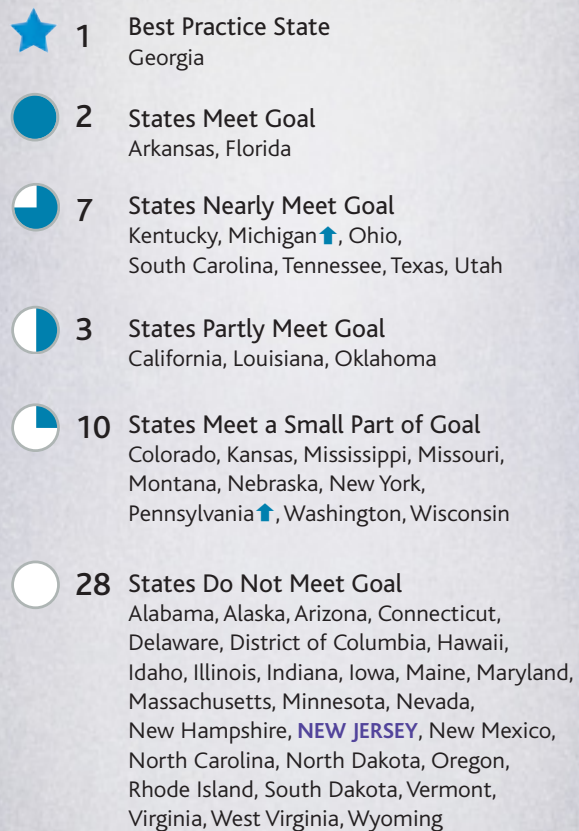 1 Best Practice State
Georgia
2 States Meet Goal
Arkansas, Florida
7 States Nearly Meet Goal
Kentucky, Michigan⬆, Ohio,
South Carolina, Tennessee, Texas, Utah
3 States Partly Meet Goal
California, Louisiana, Oklahoma
10 States Meet a Small Part of Goal
Colorado, Kansas, Mississippi, Missouri,
Montana, Nebraska, New York,
Pennsylvania⬆, Washington, Wisconsin
28 States Do Not Meet Goal
Alabama, Alaska, Arizona, Connecticut,
Delaware, District of Columbia, Hawaii,
Idaho, Illinois, Indiana, Iowa, Maine, Maryland,
Massachusetts, Minnesota, Nevada,
New Hampshire, NEW JERSEY, New Mexico,
North Carolina, North Dakota, Oregon,
Rhode Island, South Dakota, Vermont,
Virginia, West Virginia, Wyoming